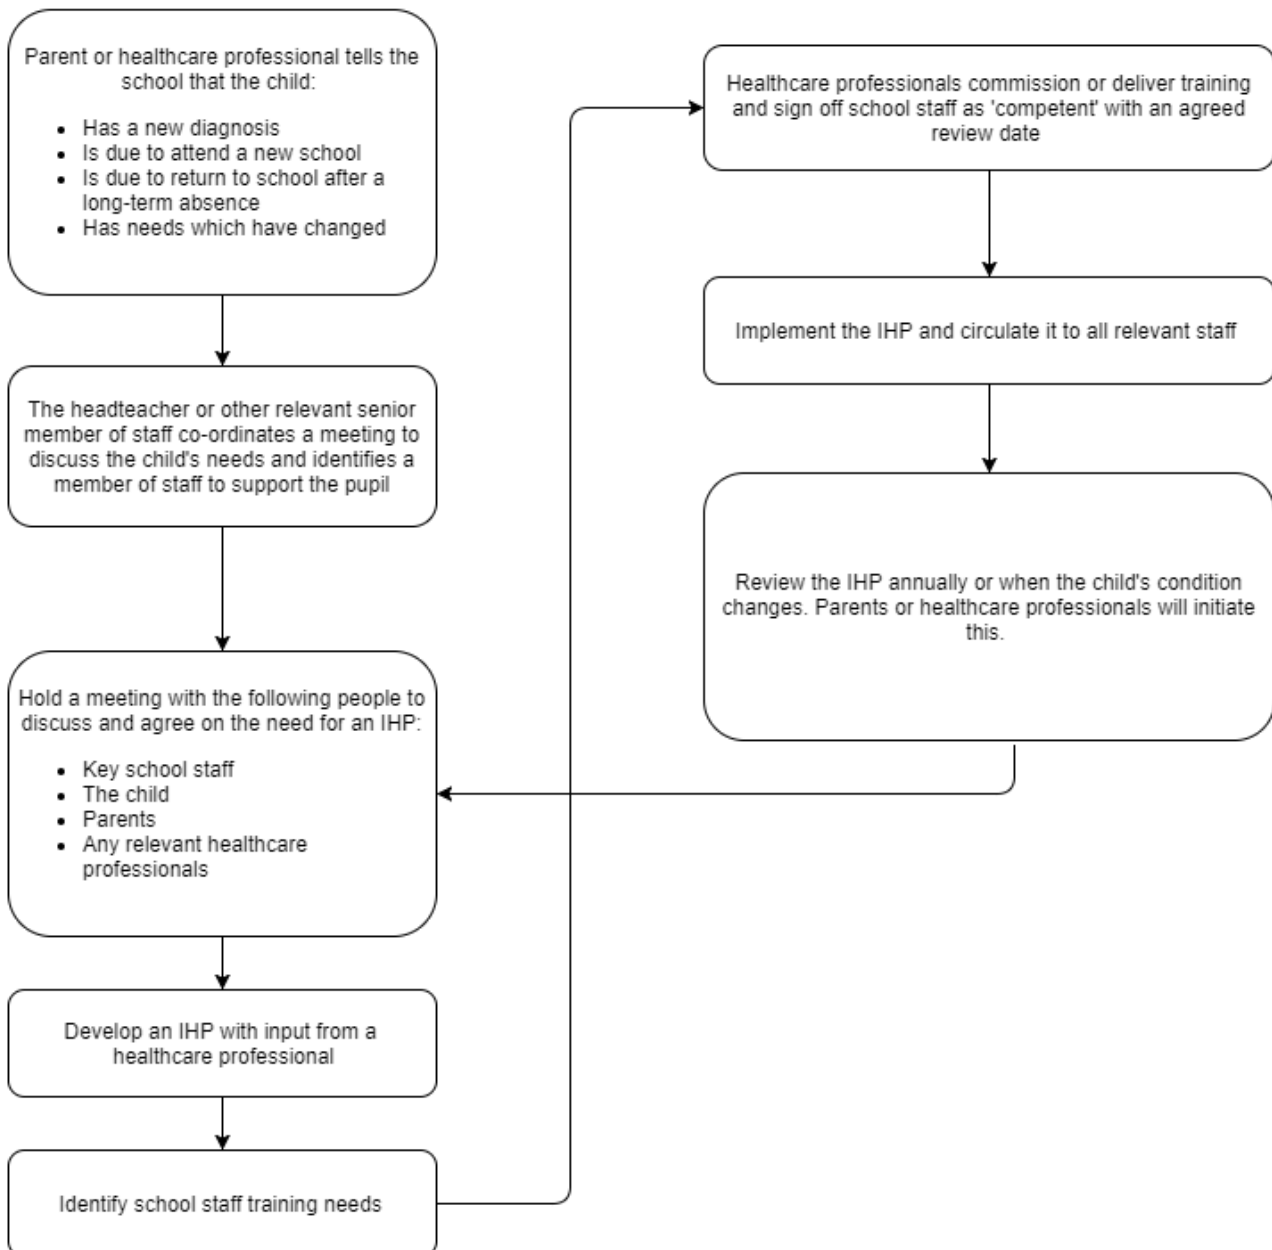 Parent or healthcare professional tells the
school that the child:
• Has a new diagnosis
• Is due to attend a new school
• Is due to return to school after a
long-term absence
• Has needs which have changed
The headteacher or other relevant senior
member of staff co-ordinates a meeting to
discuss the child's needs and identifies a
member of staff to support the pupil
Hold a meeting with the following people to
discuss and agree on the need for an IHP:
• Key school staff
• The child
• Parents
• Any relevant healthcare
professionals
Develop an IHP with input from a
healthcare professional
Identify school staff training needs
Healthcare professionals commission or deliver training
and sign off school staff as 'competent' with an agreed
review date
Implement the IHP and circulate it to all relevant staff
Review the IHP annually or when the child's condition
changes. Parents or healthcare professionals will initiate
this.